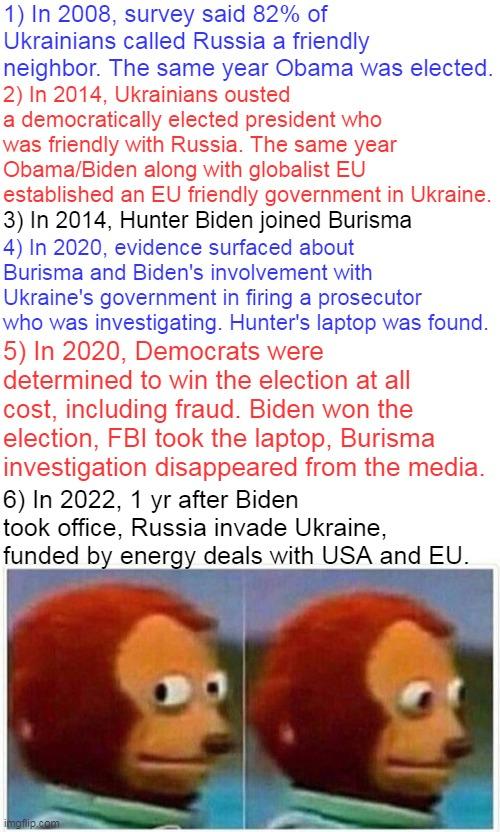 1) In 2008, survey said 82% of
Ukrainians called Russia a friendly
neighbor. The same year Obama was elected.
2) In 2014, Ukrainians ousted
a democratically elected president who
was friendly with Russia. The same year
Obama/Biden along with globalist EU
established an EU friendly government in Ukraine.
3) In 2014, Hunter Biden joined Burisma
4) In 2020, evidence surfaced about
Burisma and Biden's involvement with
Ukraine's government in firing a prosecutor
who was investigating. Hunter's laptop was found.
5) In 2020, Democrats were
determined to win the election at all
cost, including fraud. Biden won the
election, FBI took the laptop, Burisma
investigation disappeared from the media.
6) In 2022, 1 yr after Biden
took office, Russia invade Ukraine,
funded by energy deals with USA and EU.
imgflip.com